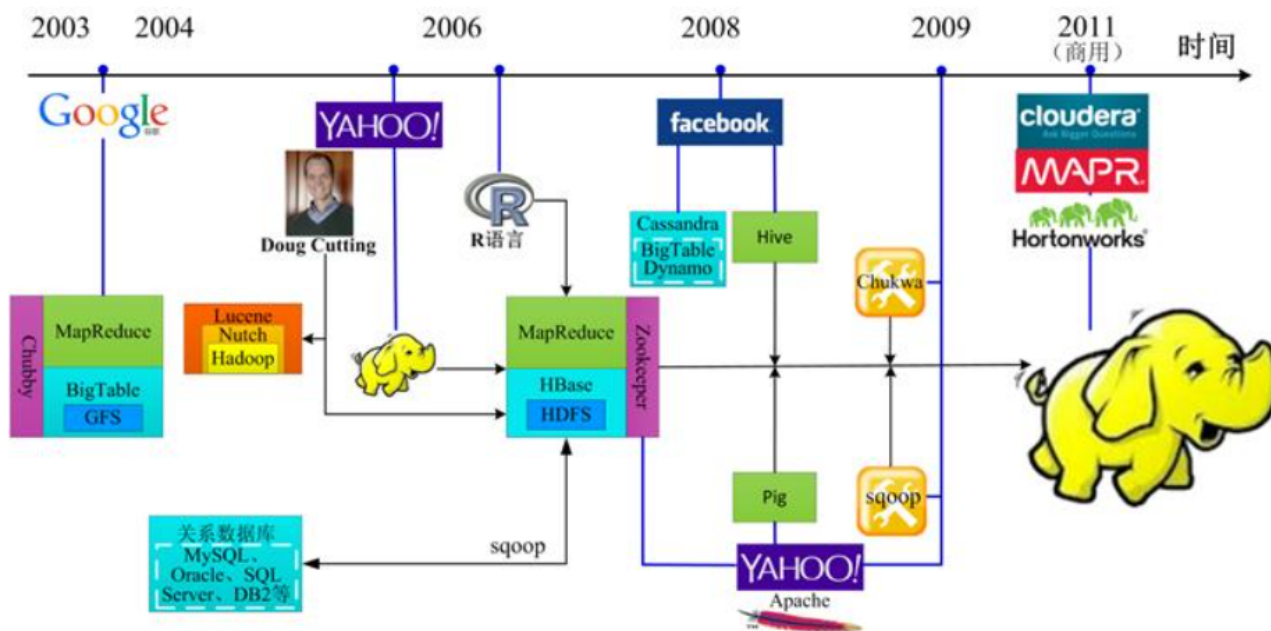 2003
2004
2006
2008
2009
2011
（商用）
时间
Google
谷歌
YAHOO!
facebook
cloudera
Ask Bigger Questions
MAPR
Hortonworks
Doug Cutting
R
R语言
Cassandra
BigTable
Dynamo
Hive
Chukwa
Chubby
MapReduce
BigTable
GFS
Lucene
Nutch
Hadoop
MapReduce
HBase
HDFS
Zookeeper
Pig
sqoop
关系数据库
MySQL、
Oracle、SQL
Server、DB2等
sqoop
YAHOO!
Apache